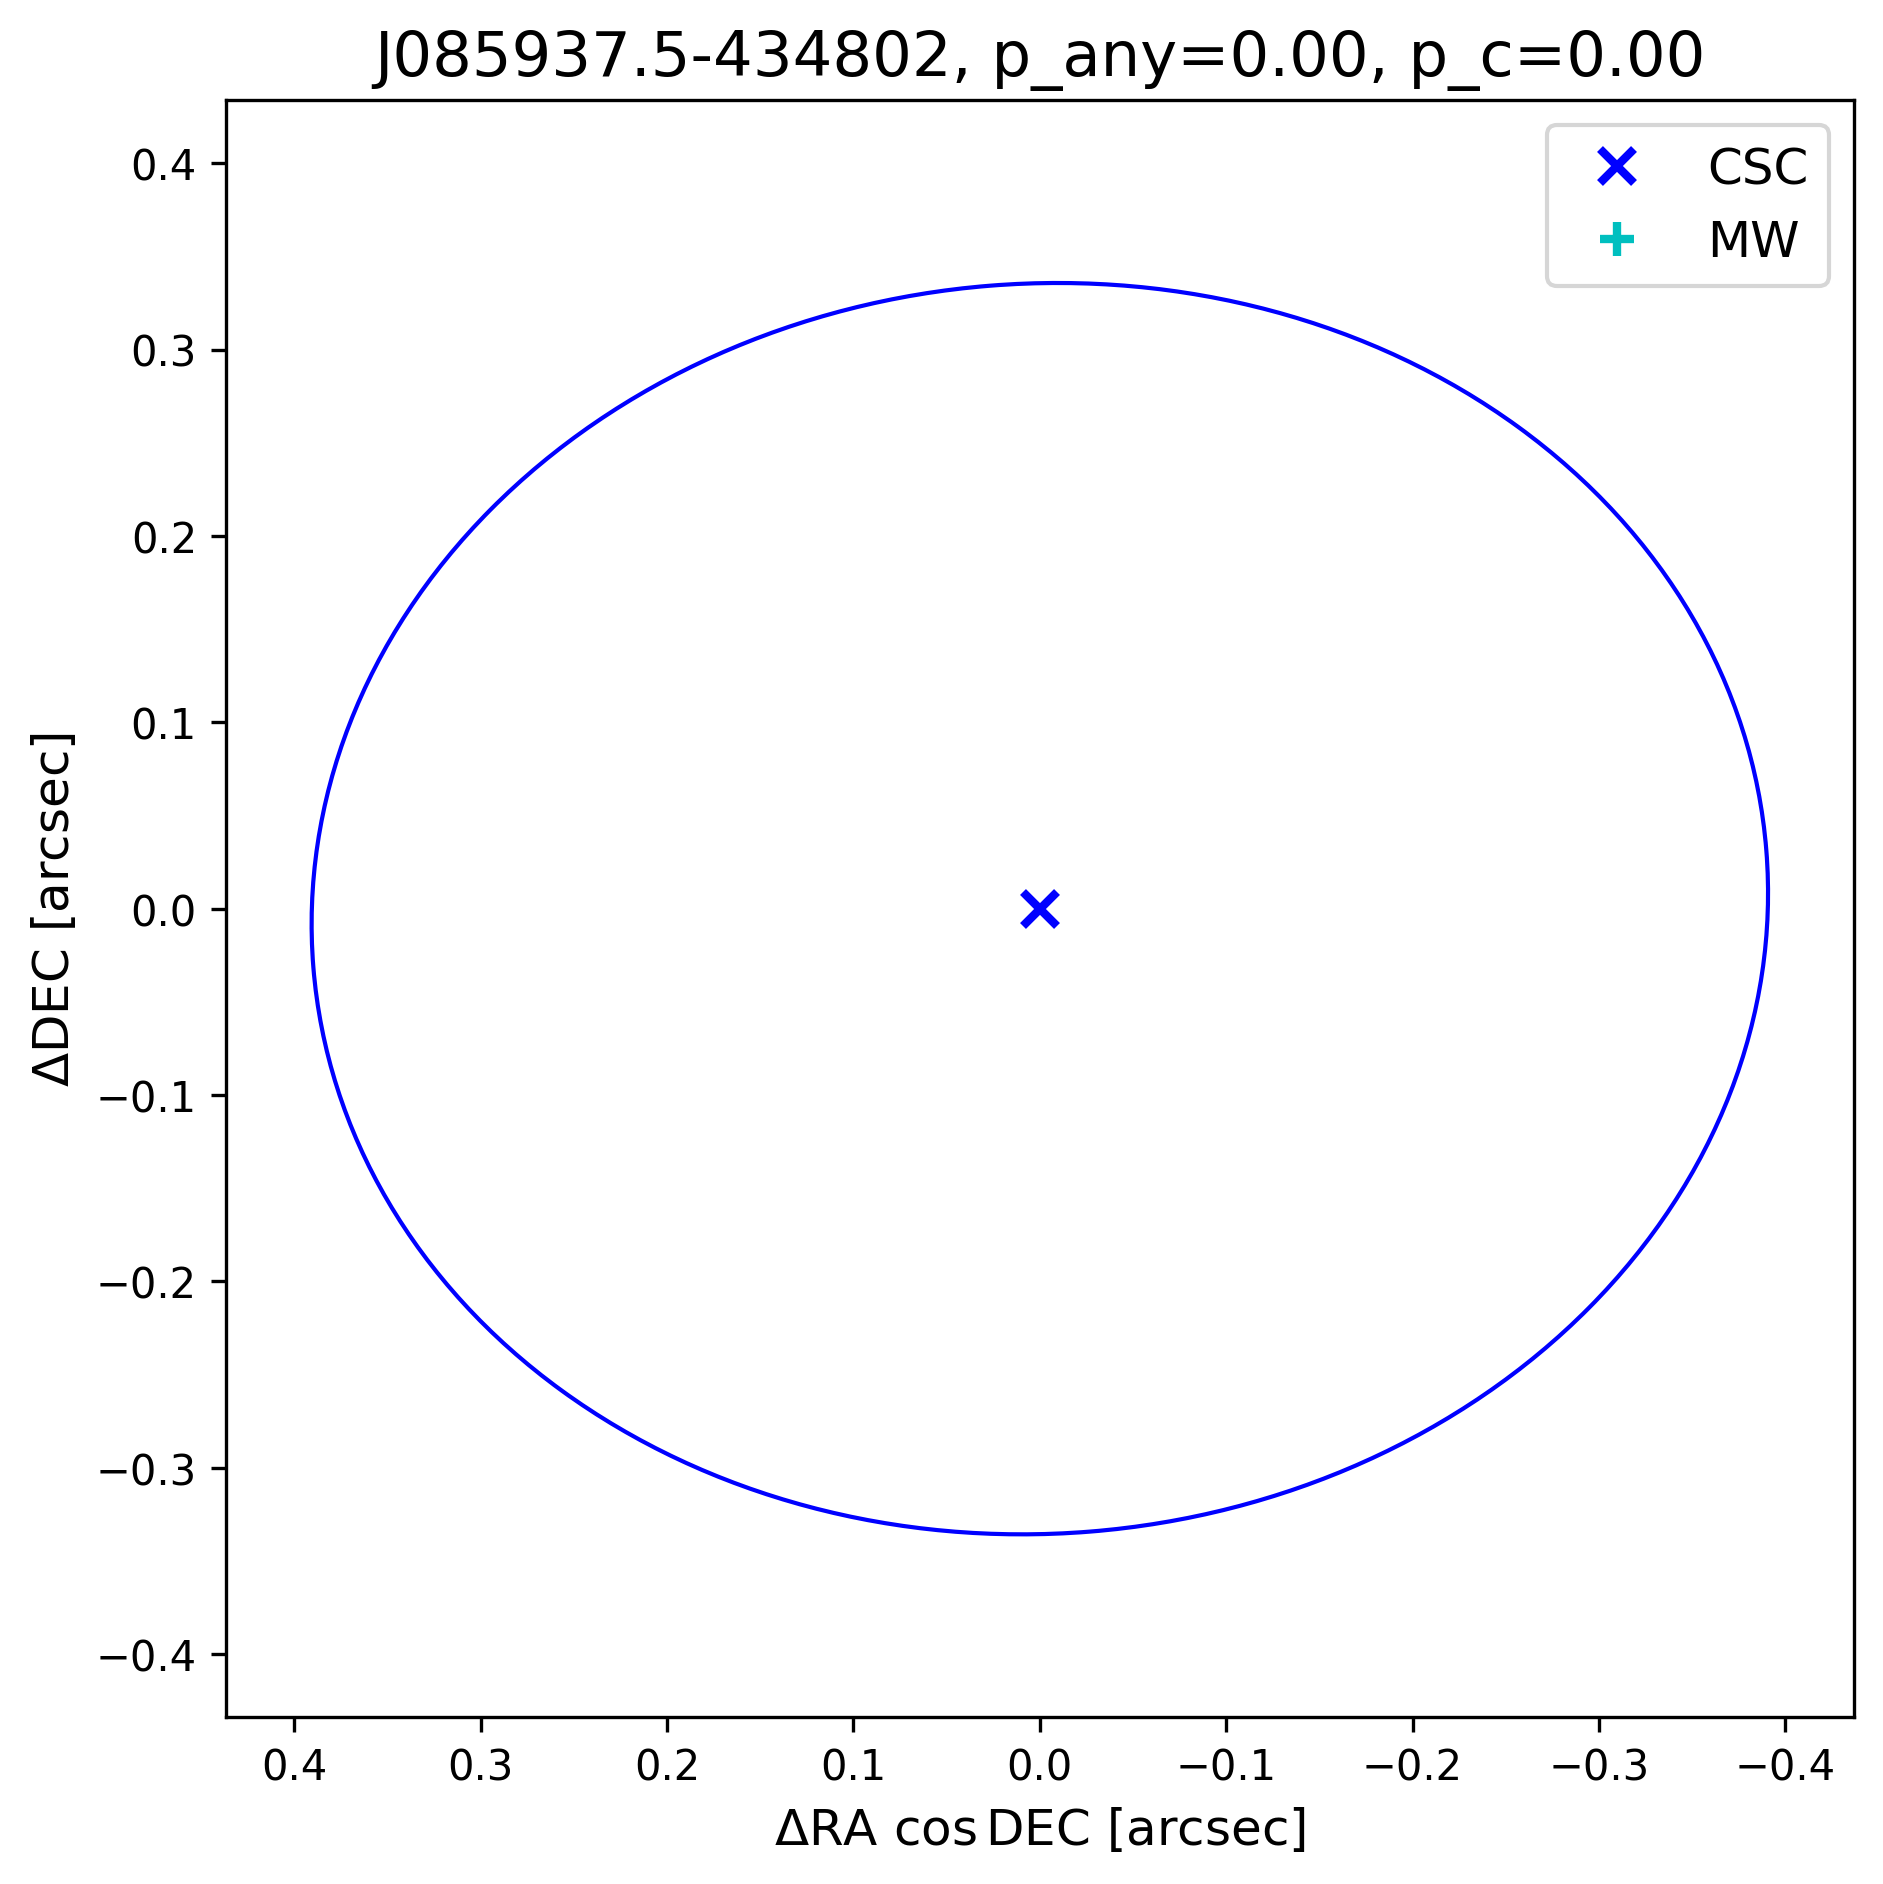 J085937.5-434802, p_any=0.00, p_c=0.00
CSC
MW
0.4
0.3
0.2
0.1
0.0
−0.1
−0.2
−0.3
−0.4
ΔDEC [arcsec]
0.4 0.3 0.2 0.1 0.0 −0.1 −0.2 −0.3 −0.4
ΔRA cos DEC [arcsec]